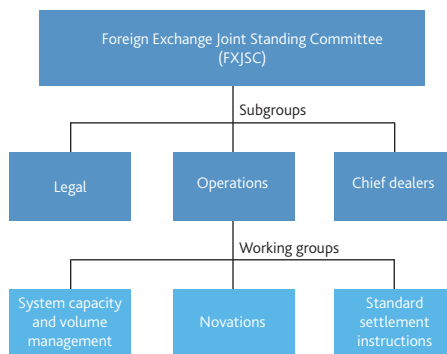 Foreign Exchange Joint Standing Committee
(FXJSC)
Subgroups
Legal
Operations
Chief dealers
Working groups
System capacity
and volume
management
Novations
Standard
settlement
instructions